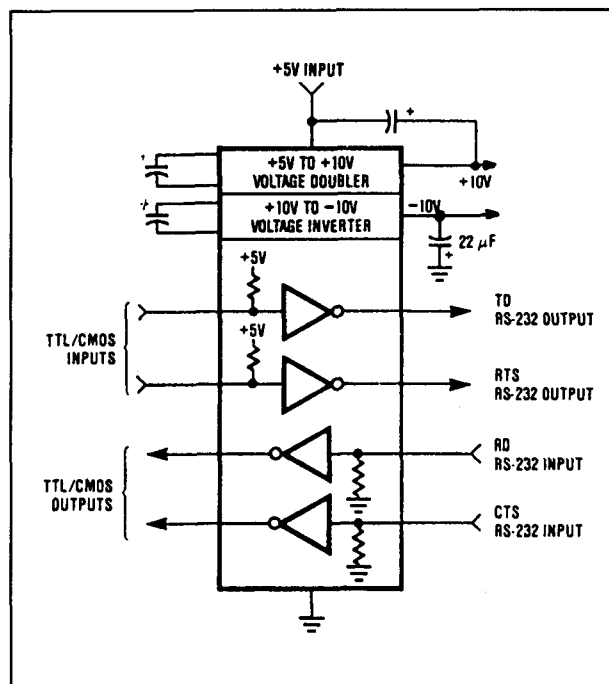 +5V INPUT
+
+5V TO +10V
VOLTAGE DOUBLER
+
+10V
+
+10V TO −10V
VOLTAGE INVERTER
−10V
22 µF
+
+5V
TD
RS-232 OUTPUT
TTL/CMOS
INPUTS
+5V
RTS
RS-232 OUTPUT
RD
RS-232 INPUT
TTL/CMOS
OUTPUTS
CTS
RS-232 INPUT